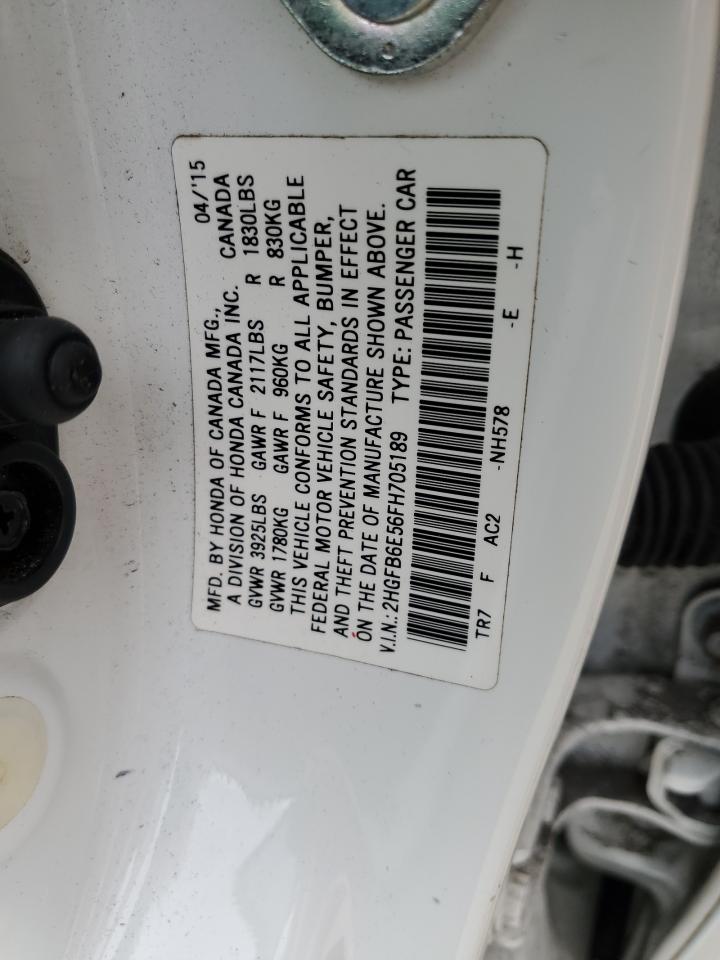 MFD. BY HONDA OF CANADA MFG., 04/'15
A DIVISION OF HONDA CANADA INC. CANADA
GVWR 3925LBS GAWR F 2117LBS R 1830LBS
GVWR 1780KG GAWR F 960KG R 830KG
THIS VEHICLE CONFORMS TO ALL APPLICABLE
FEDERAL MOTOR VEHICLE SAFETY, BUMPER,
AND THEFT PREVENTION STANDARDS IN EFFECT
ON THE DATE OF MANUFACTURE SHOWN ABOVE.
V.I.N.: 2HGFB6E56FH705189 TYPE: PASSENGER CAR
TR7 F AC2 -NH578 -E -H